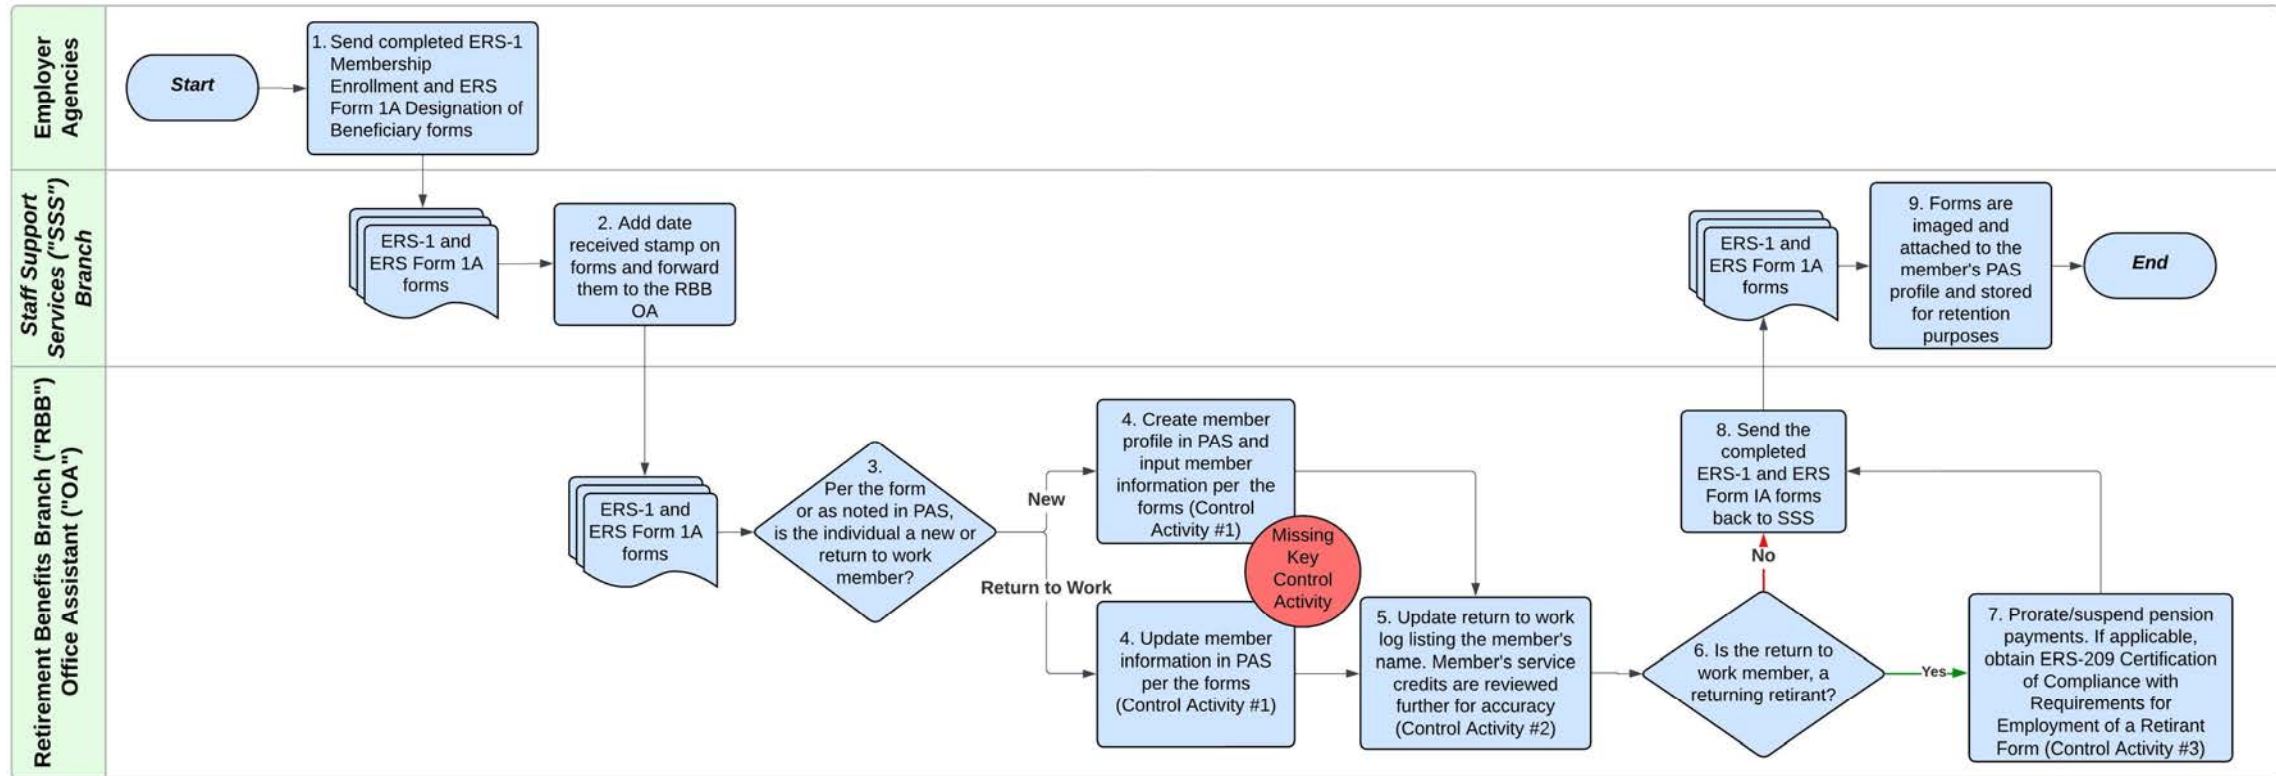 Employer
Agencies
Start
1. Send completed ERS-1
Membership
Enrollment and ERS
Form 1A Designation of
Beneficiary forms
Staff Support
Services ("SSS")
Branch
ERS-1 and
ERS Form 1A
forms
2. Add date
received stamp on
forms and forward
them to the RBB
OA
ERS-1 and
ERS Form 1A
forms
9. Forms are
imaged and
attached to the
member's PAS
profile and stored
for retention
purposes
End
Retirement Benefits Branch ("RBB")
Office Assistant ("OA")
ERS-1 and
ERS Form 1A
forms
3.
Per the form
or as noted in PAS,
is the individual a new or
return to work
member?
New
Return to Work
4. Create member
profile in PAS and
input member
information per the
forms (Control
Activity #1)
Missing
Key
Control
Activity
4. Update member
information in PAS
per the forms
(Control Activity #1)
5. Update return to work
log listing the member's
name. Member's service
credits are reviewed
further for accuracy
(Control Activity #2)
6. Is the return to
work member, a
returning retirant?
No
Yes
7. Prorate/suspend pension
payments. If applicable,
obtain ERS-209 Certification
of Compliance with
Requirements for
Employment of a Retirant
Form (Control Activity #3)
8. Send the
completed
ERS-1 and ERS
Form IA forms
back to SSS